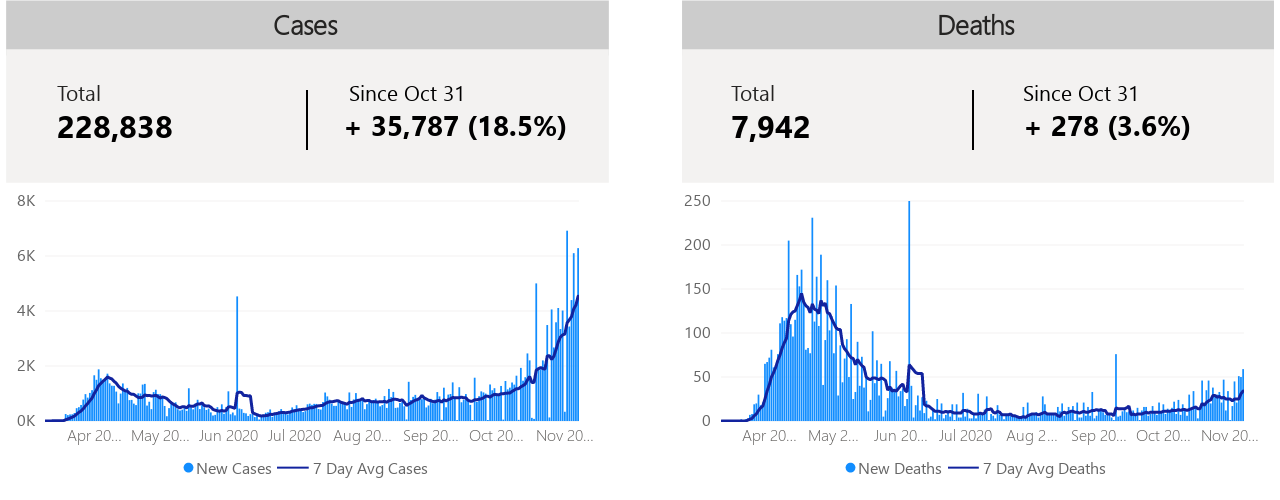 Cases
Total
228,838
Since Oct 31
+ 35,787 (18.5%)
8K
6K
4K
2K
0K
Apr 20... May 20... Jun 2020 Jul 2020 Aug 20... Sep 20... Oct 20... Nov 20...
New Cases 7 Day Avg Cases
Deaths
Total
7,942
Since Oct 31
+ 278 (3.6%)
250
200
150
100
50
0
Apr 20... May 2... Jun 20... Jul 2020 Aug 2... Sep 20... Oct 20... Nov 20...
New Deaths 7 Day Avg Deaths